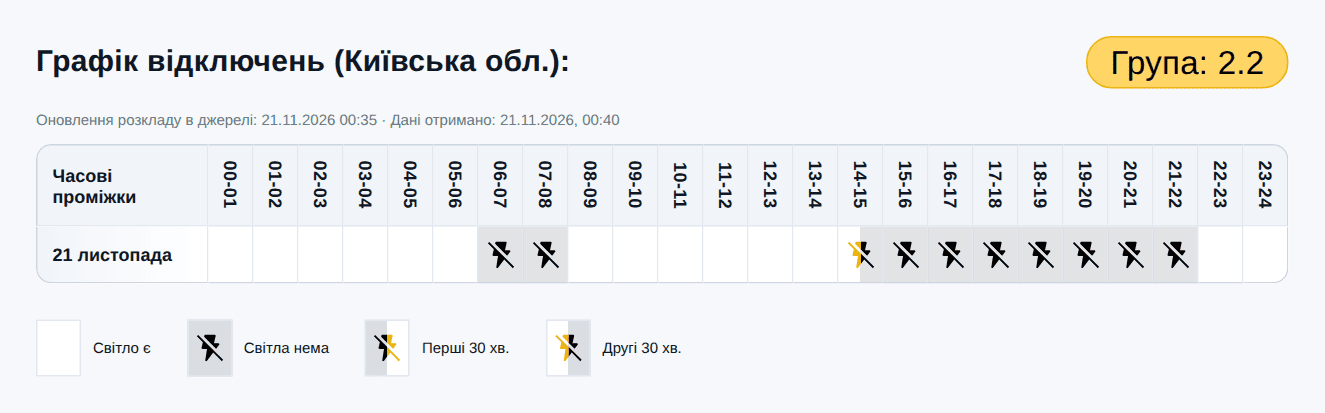 Графік відключень (Київська обл.):
Група: 2.2
Оновлення розкладу в джерелі: 21.11.2026 00:35 · Дані отримано: 21.11.2026, 00:40
Часові
проміжки
00-01
01-02
02-03
03-04
04-05
05-06
06-07
07-08
08-09
09-10
10-11
11-12
12-13
13-14
14-15
15-16
16-17
17-18
18-19
19-20
20-21
21-22
22-23
23-24
21 листопада
Світло є
Світла нема
Перші 30 хв.
Другі 30 хв.